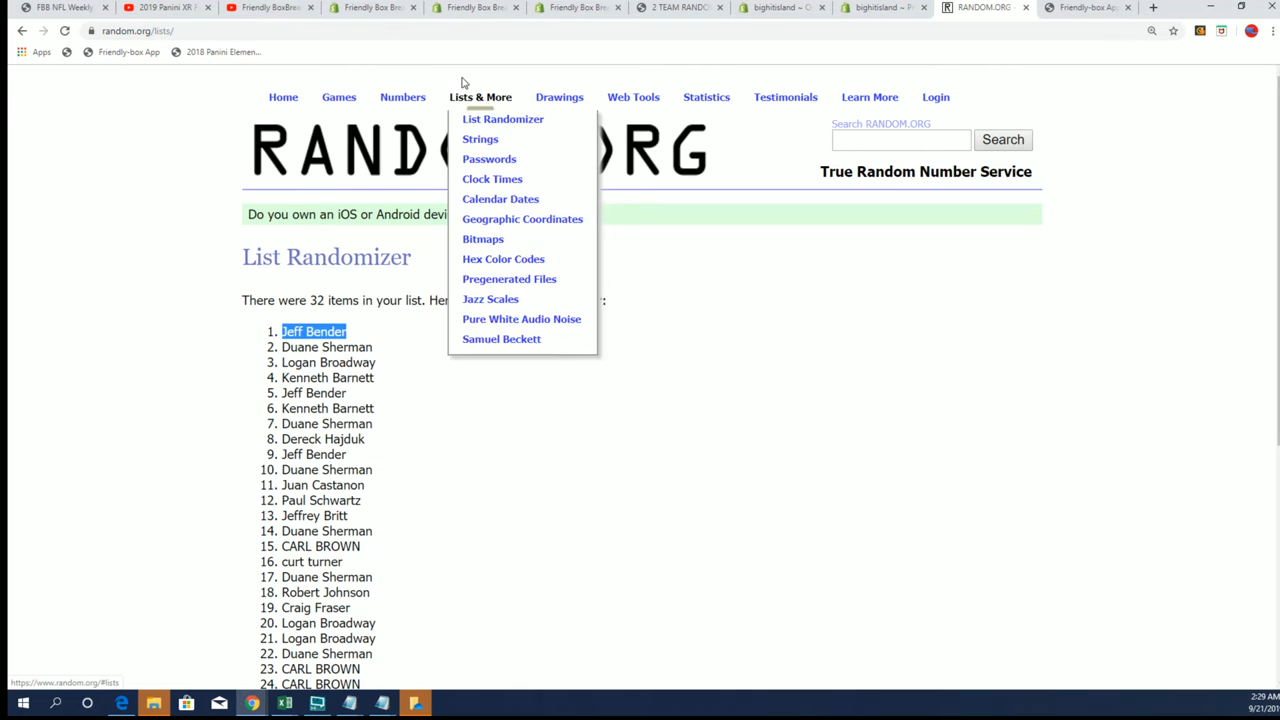 FBB NFL Weekly
2019 Panini XR F
Friendly BoxBrea
Friendly Box Brea
Friendly Box Brea
Friendly Box Brea
2 TEAM RANDOM
bighitisland ~ O
bighitisland ~ P
RANDOM.ORG -
Friendly-box App
random.org/lists/
Apps
Friendly-box App
2018 Panini Elemen...
Home
Games
Numbers
Lists & More
Drawings
Web Tools
Statistics
Testimonials
Learn More
Login
List Randomizer
Strings
Passwords
Clock Times
Calendar Dates
Geographic Coordinates
Bitmaps
Hex Color Codes
Pregenerated Files
Jazz Scales
Pure White Audio Noise
Samuel Beckett
RAND RG
Search RANDOM.ORG
Search
True Random Number Service
Do you own an iOS or Android devi
List Randomizer
There were 32 items in your list. Her :
1. Jeff Bender
2. Duane Sherman
3. Logan Broadway
4. Kenneth Barnett
5. Jeff Bender
6. Kenneth Barnett
7. Duane Sherman
8. Dereck Hajduk
9. Jeff Bender
10. Duane Sherman
11. Juan Castanon
12. Paul Schwartz
13. Jeffrey Britt
14. Duane Sherman
15. CARL BROWN
16. curt turner
17. Duane Sherman
18. Robert Johnson
19. Craig Fraser
20. Logan Broadway
21. Logan Broadway
22. Duane Sherman
23. CARL BROWN
24. CARL BROWN
https://www.random.org/#lists
2:29 AM
9/21/201